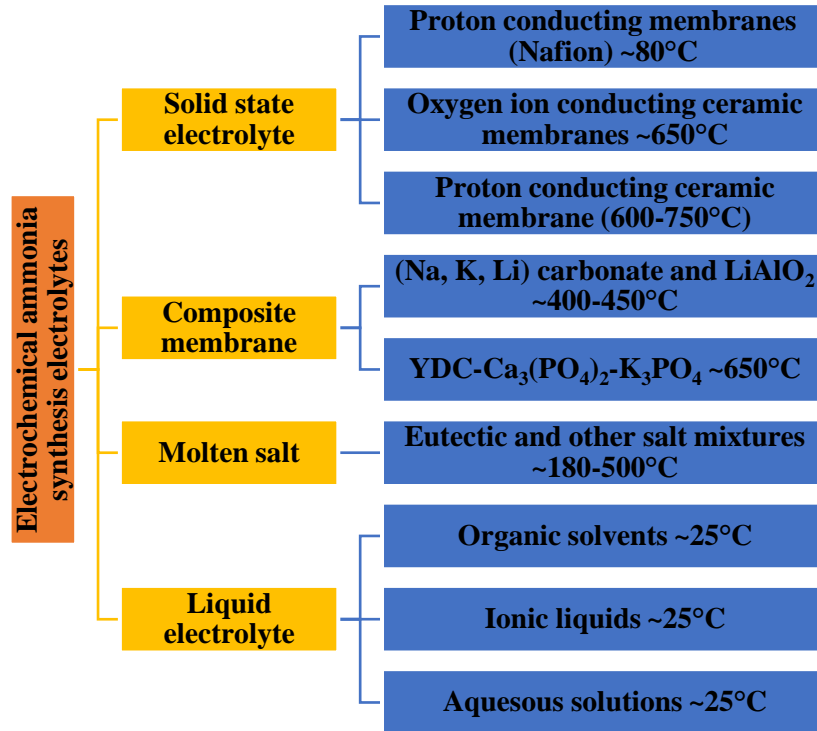 Electrochemical ammonia
synthesis electrolytes
Solid state
electrolyte
Proton conducting membranes
(Nafion) ~80°C
Oxygen ion conducting ceramic
membranes ~650°C
Proton conducting ceramic
membrane (600-750°C)
Composite
membrane
(Na, K, Li) carbonate and LiAlO₂
~400-450°C
YDC-Ca₃(PO₄)₂-K₃PO₄ ~650°C
Molten salt
Eutectic and other salt mixtures
~180-500°C
Liquid
electrolyte
Organic solvents ~25°C
Ionic liquids ~25°C
Aquesous solutions ~25°C